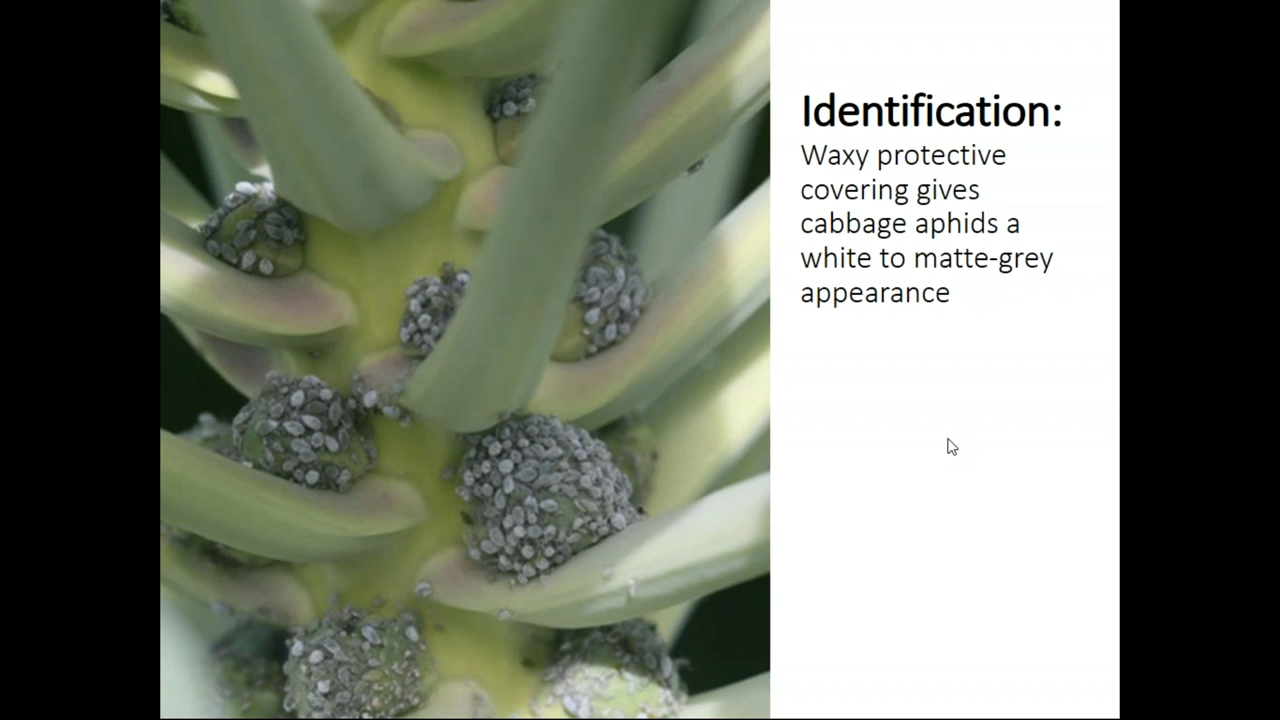 Identification:
Waxy protective
covering gives
cabbage aphids a
white to matte-grey
appearance